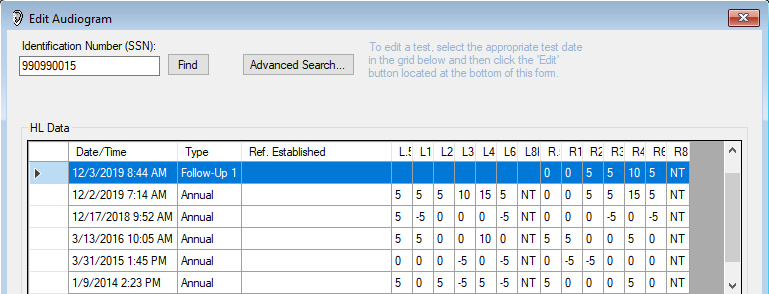 Edit Audiogram
Identification Number (SSN):
990990015
Find
Advanced Search...
To edit a test, select the appropriate test date
in the grid below and then click the 'Edit'
button located at the bottom of this form.
HL Data
Date/Time Type Ref. Established L.5 L1 L2 L3 L4 L6 L8 R. R1 R2 R3 R4 R6 R8
12/3/2019 8:44 AM Follow-Up 1 0 0 5 5 10 5 NT
12/2/2019 7:14 AM Annual 5 5 5 10 15 5 NT 0 0 5 5 15 5 NT
12/17/2018 9:52 AM Annual 5 -5 0 0 0 -5 NT 0 0 0 -5 0 -5 NT
3/13/2016 10:05 AM Annual 5 5 0 0 10 0 NT 5 5 0 0 5 0 NT
3/31/2015 1:45 PM Annual 0 0 0 -5 0 -5 NT 0 -5 -5 0 0 0 NT
1/9/2014 2:23 PM Annual 5 0 5 -5 5 -5 NT 5 0 5 0 5 0 NT